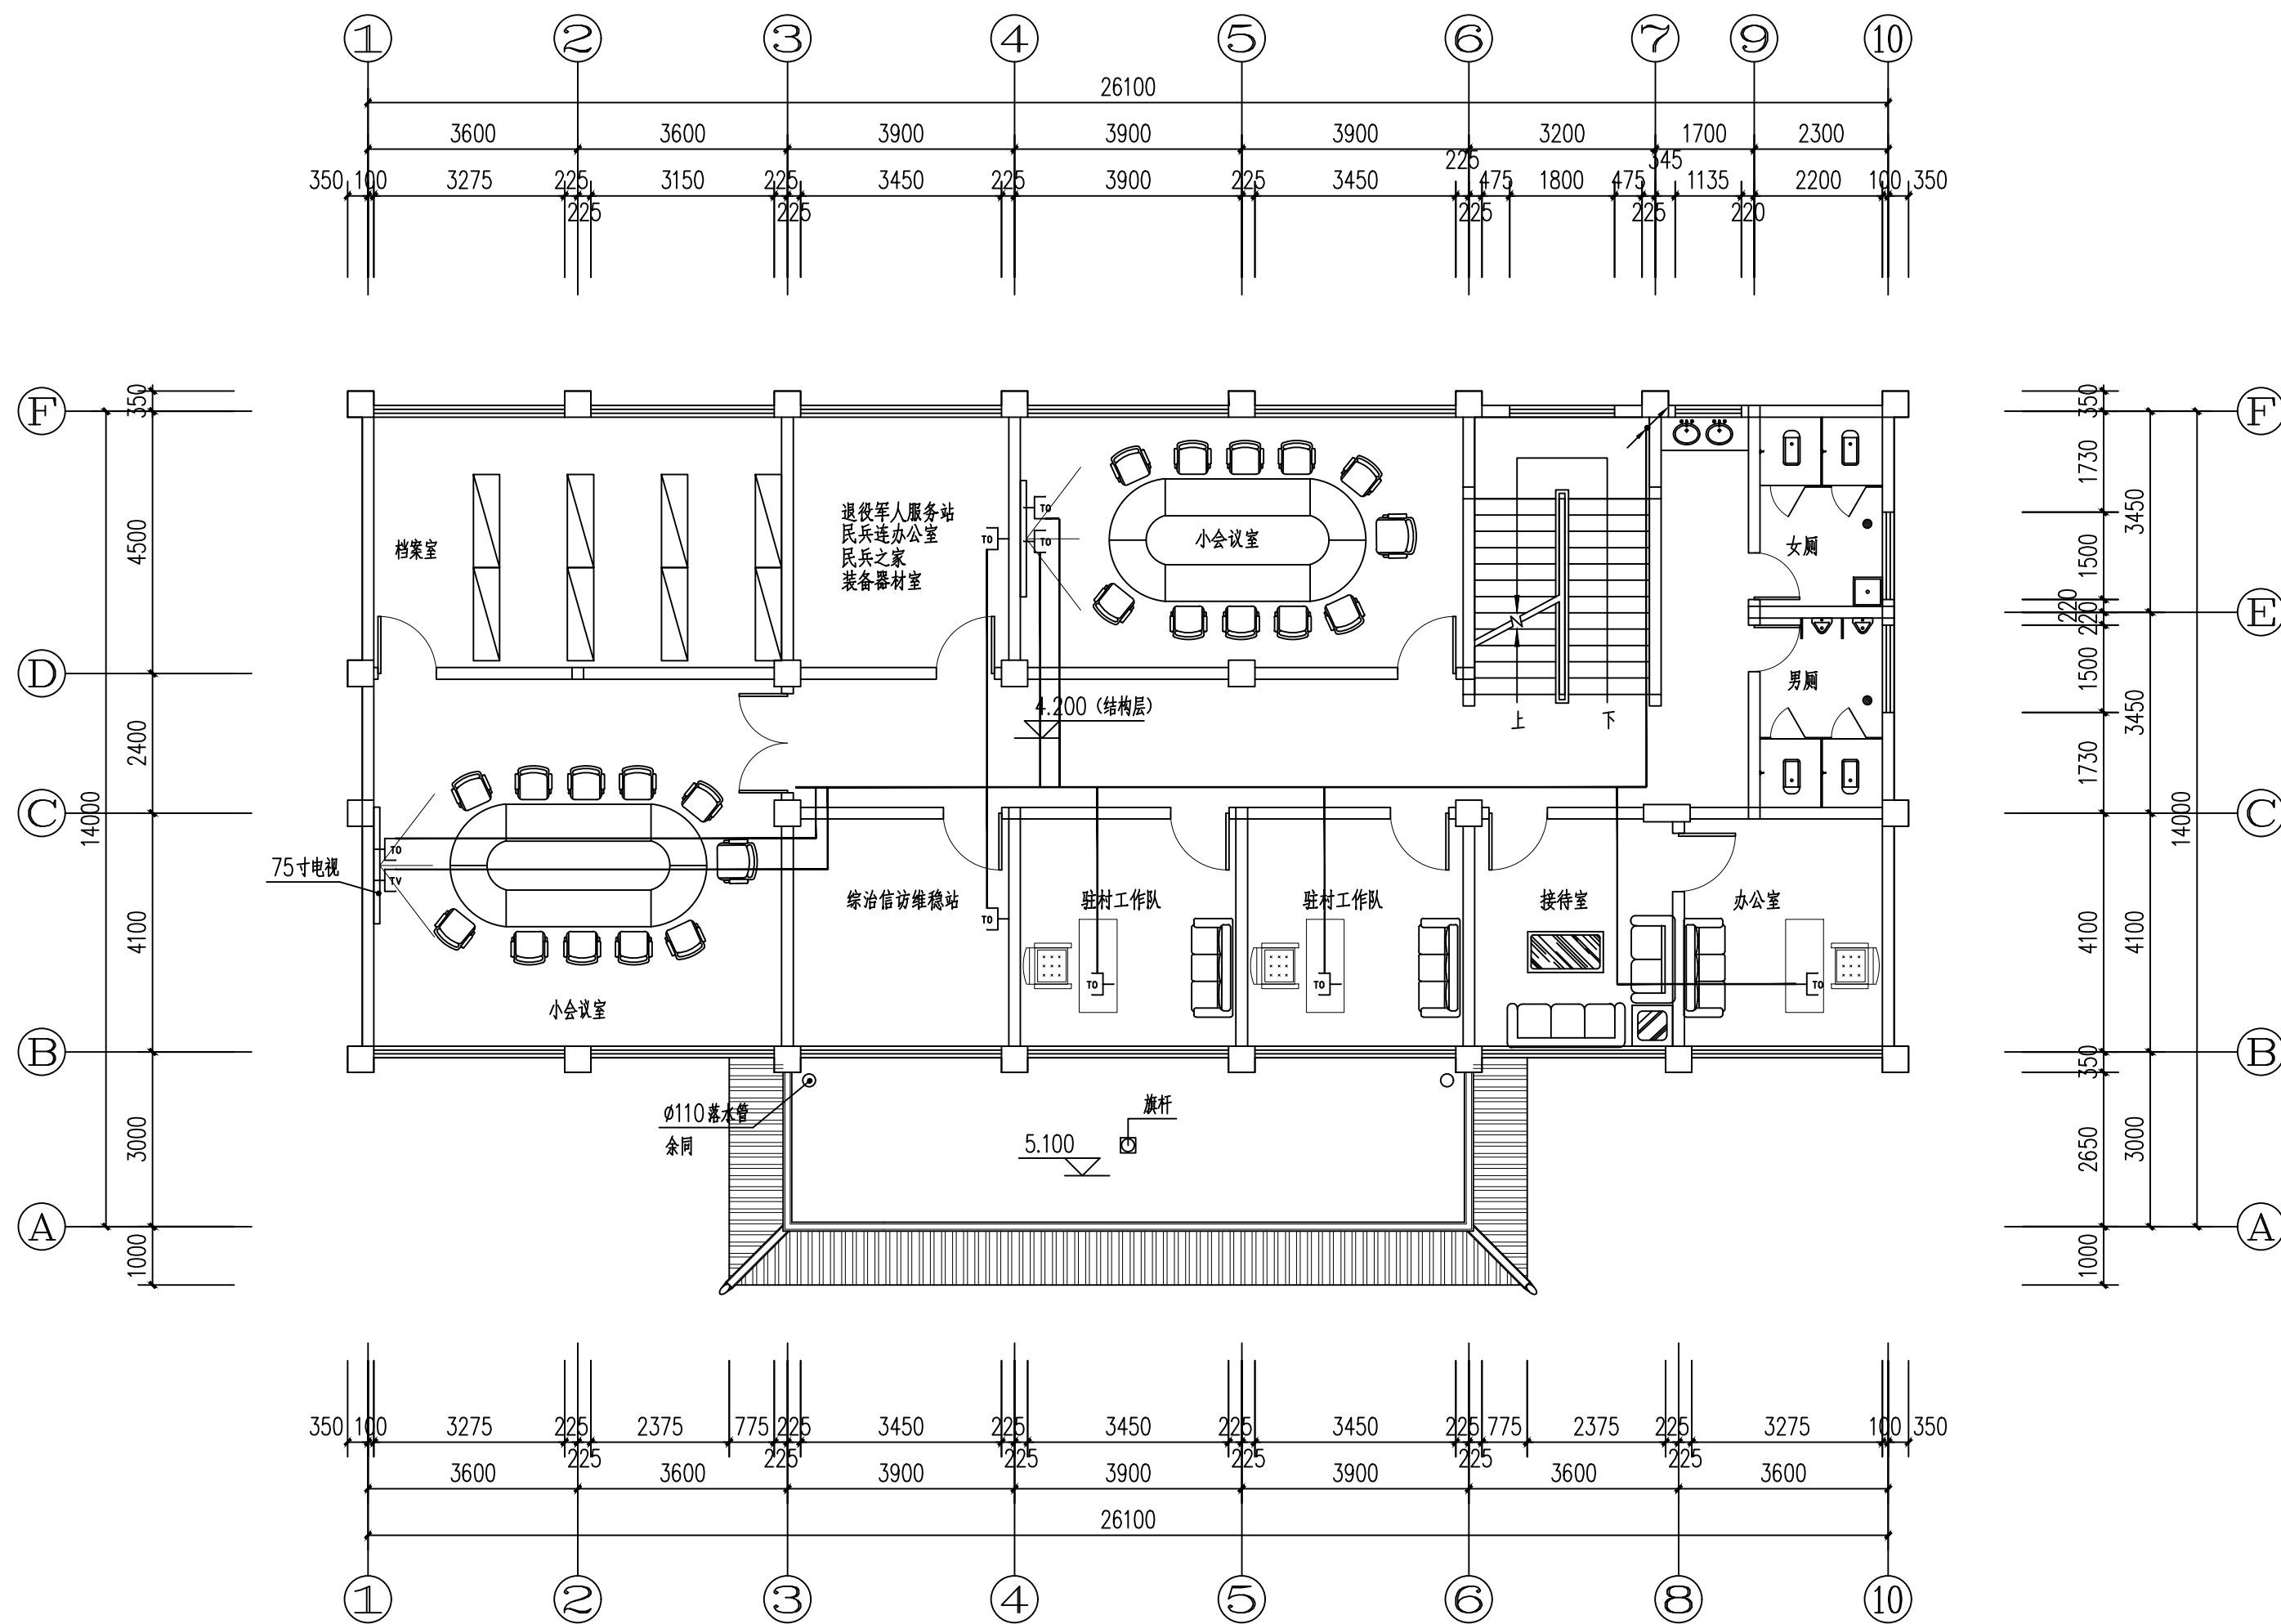 1 2 3 4 5 6 7 9 10
26100
3600 3600 3900 3900 3900 3200 1700 2300
225 345
350 100 3275 225 3150 225 3450 225 3900 225 3450 475 1800 475 1135 2200 100 350
225 225 225 225 220
F 350 350 F
4500
1730
3450
退役军人服务站
民兵连办公室
民兵之家
装备器材室
TO
TO
TO
小会议室
档案室
女厕
1500
220
220
E
D
1500
男厕
4.200（结构层）
上 下
2400
3450
1730
14000
14000
C C
75寸电视
TO
TV
综治信访维稳站
TO
驻村工作队
驻村工作队
接待室
办公室
4100
4100
4100
TO
TO
TO
小会议室
B B
350
ø110落水管
余同
旗杆
5.100
3000
2650
3000
A A
1000
1000
350 100 3275 225 2375 775 225 3450 225 3450 225 3450 225 775 2375 225 3275 100 350
225 225 225 225 225 225
3600 3600 3900 3900 3900 3600 3600
26100
1 2 3 4 5 6 8 10